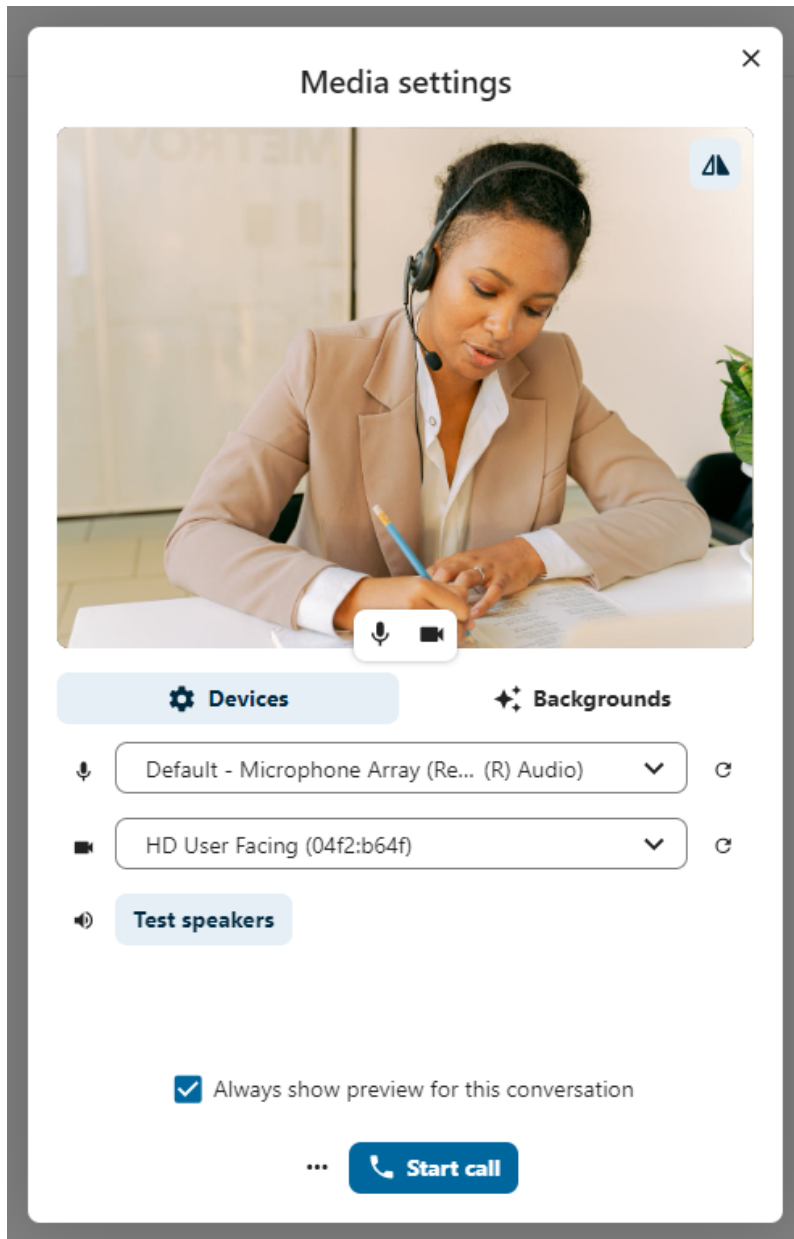 Media settings
Devices
Backgrounds
Default - Microphone Array (Re... (R) Audio)
HD User Facing (04f2:b64f)
Test speakers
Always show preview for this conversation
Start call